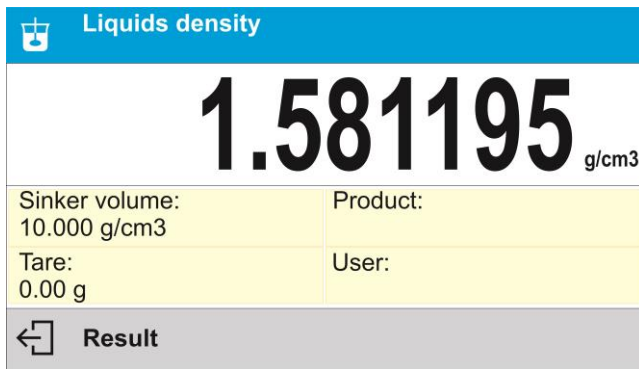 Liquids density
1.581195 g/cm3
Sinker volume:
10.000 g/cm3
Product:
Tare:
0.00 g
User:
Result